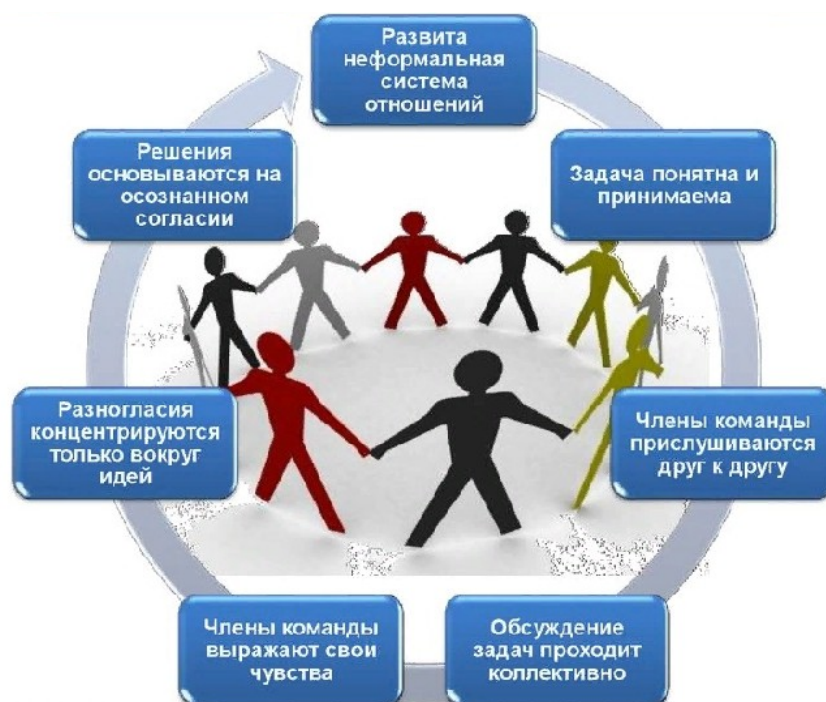 Развита
неформальная
система
отношений
Задача понятна и
принимаема
Члены команды
прислушиваются
друг к другу
Обсуждение
задач проходит
коллективно
Члены команды
выражают свои
чувства
Разногласия
концентрируются
только вокруг
идей
Решения
основываются на
осознанном
согласии